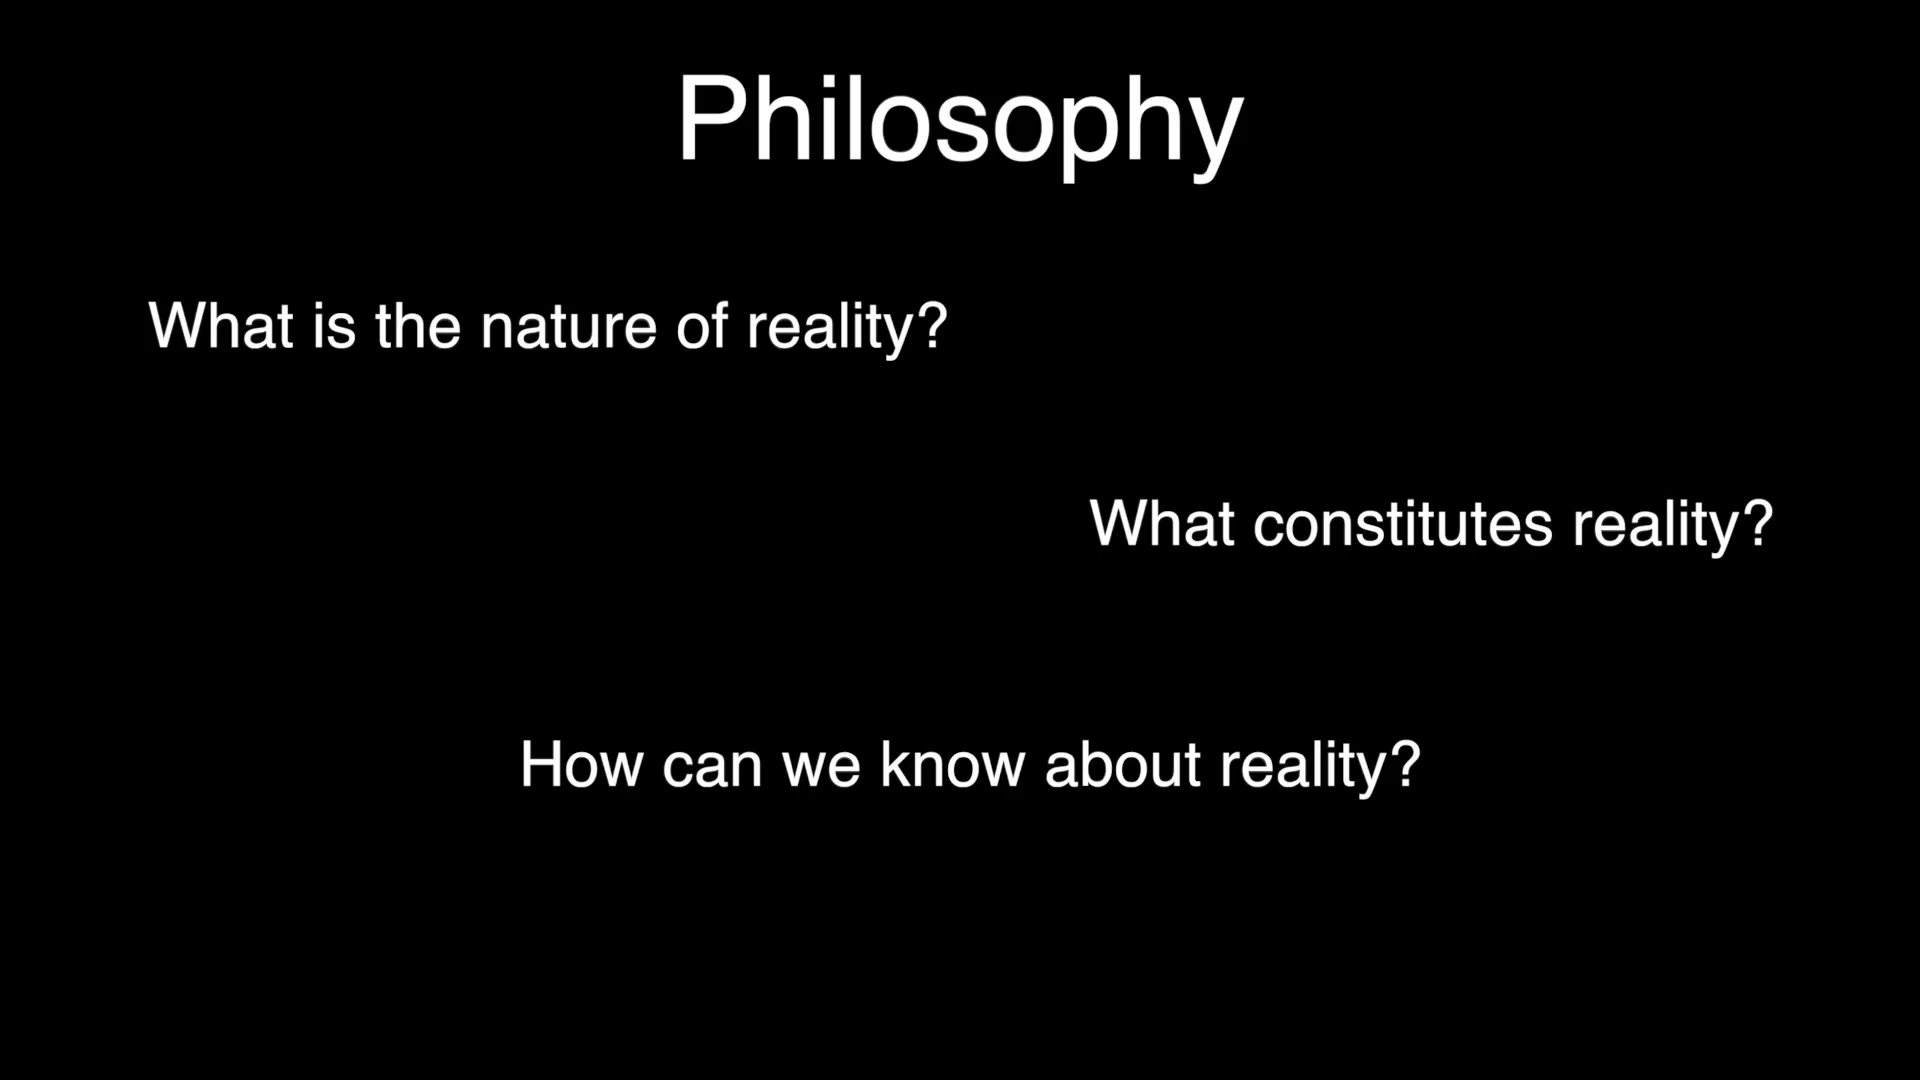 Philosophy
What is the nature of reality?
What constitutes reality?
How can we know about reality?